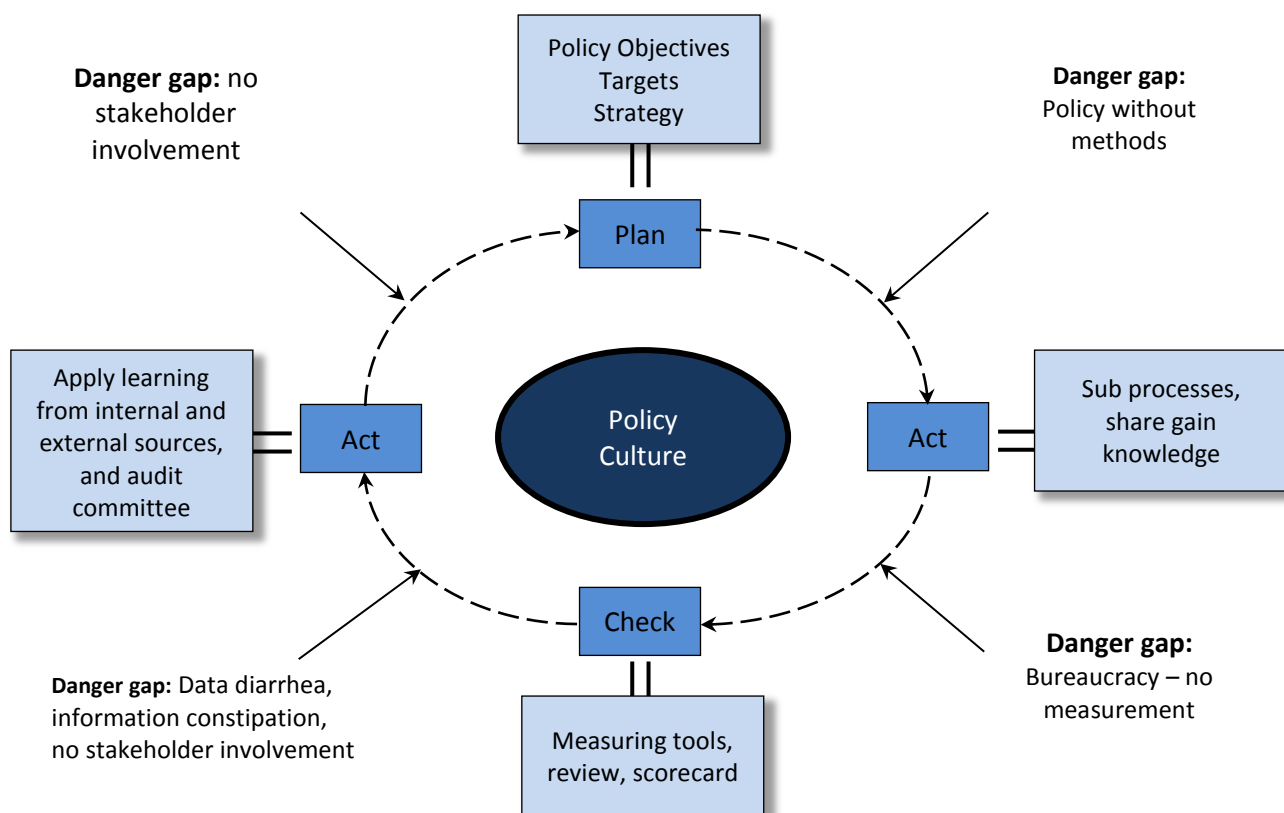 Policy Objectives
Targets
Strategy
Danger gap: no
stakeholder
involvement
Danger gap:
Policy without
methods
Plan
Apply learning
from internal and
external sources,
and audit
committee
Act
Policy
Culture
Act
Sub processes,
share gain
knowledge
Check
Danger gap: Data diarrhea,
information constipation,
no stakeholder involvement
Danger gap:
Bureaucracy – no
measurement
Measuring tools,
review, scorecard